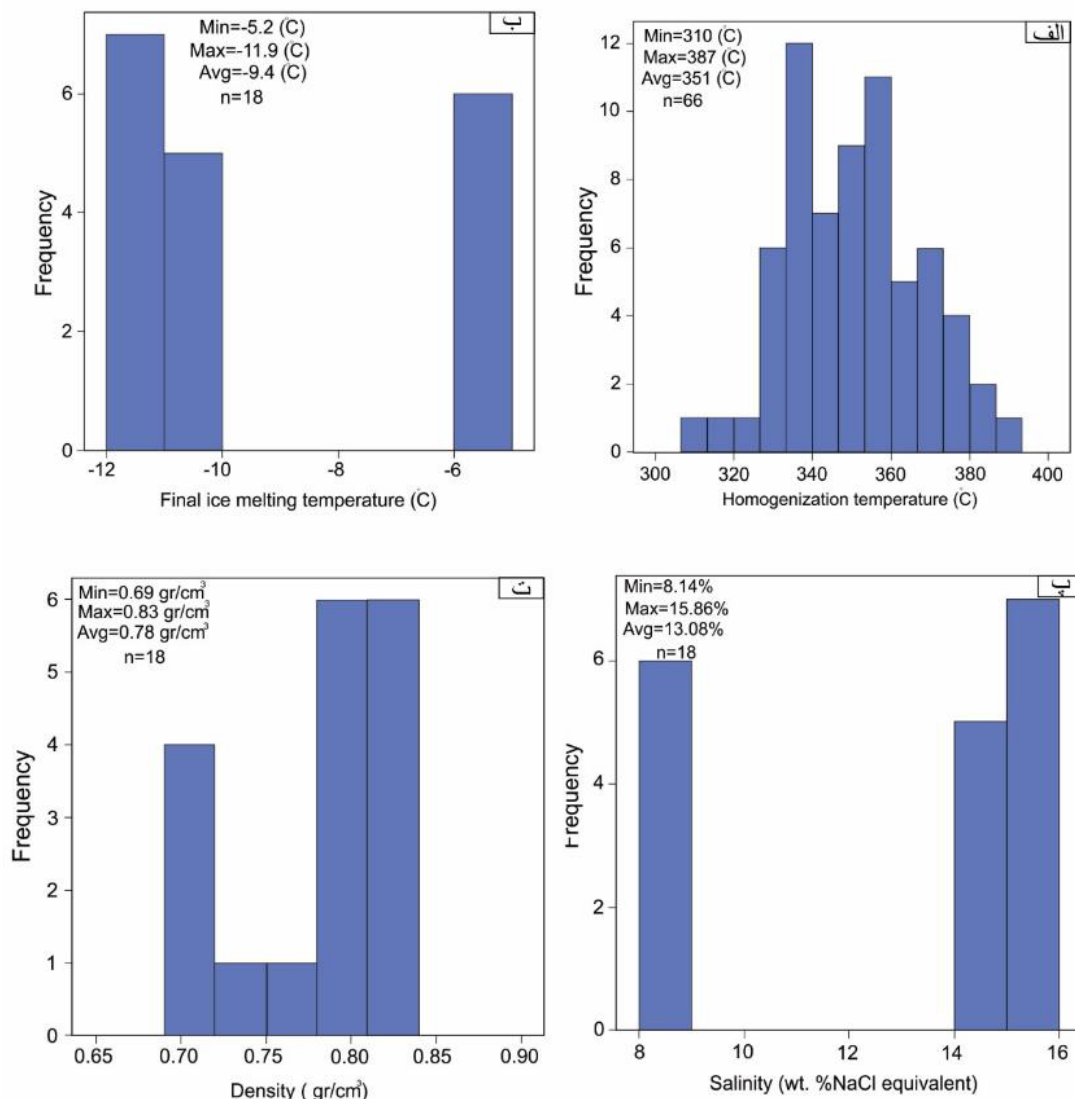 الف
Min=310 (°C)
Max=387 (°C)
Avg=351 (°C)
n=66
Frequency
12
10
8
6
4
2
0
300
320
340
360
380
400
Homogenization temperature (°C)
Min=-5.2 (°C)
Max=-11.9 (°C)
Avg=-9.4 (°C)
n=18
Frequency
6
4
2
0
-12
-10
-8
-6
Final ice melting temperature (°C)
Min=8.14%
Max=15.86%
Avg=13.08%
n=18
Frequency
6
4
2
0
8
10
12
14
16
Salinity (wt. %NaCl equivalent)
Min=0.69 gr/cm³
Max=0.83 gr/cm³
Avg=0.78 gr/cm³
n=18
Frequency
6
5
4
3
2
1
0
0.65
0.70
0.75
0.80
0.85
0.90
Density ( gr/cm³)